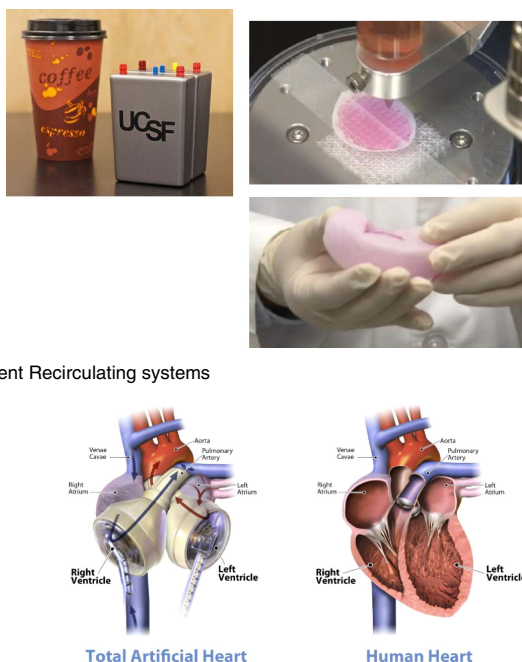 coffee
espresso
UCSF
ent Recirculating systems
Venae
Cavae
Aorta
Pulmonary
Artery
Right
Atrium
Left
Atrium
Right
Ventricle
Left
Ventricle
Total Artificial Heart
Venae
Cavae
Aorta
Pulmonary
Artery
Right
Atrium
Left
Atrium
Right
Ventricle
Left
Ventricle
Human Heart